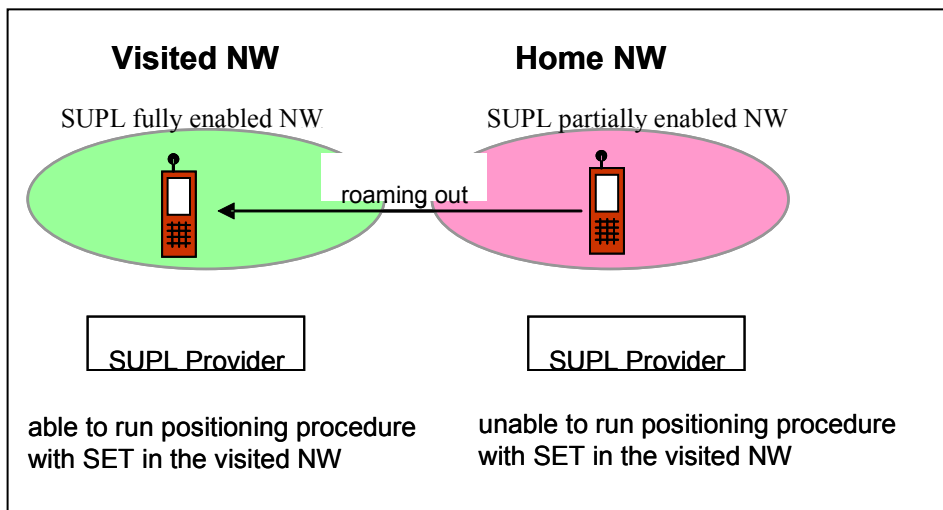 Visited NW
Home NW
SUPL fully enabled NW
SUPL partially enabled NW
roaming out
SUPL Provider
SUPL Provider
able to run positioning procedure
with SET in the visited NW
unable to run positioning procedure
with SET in the visited NW